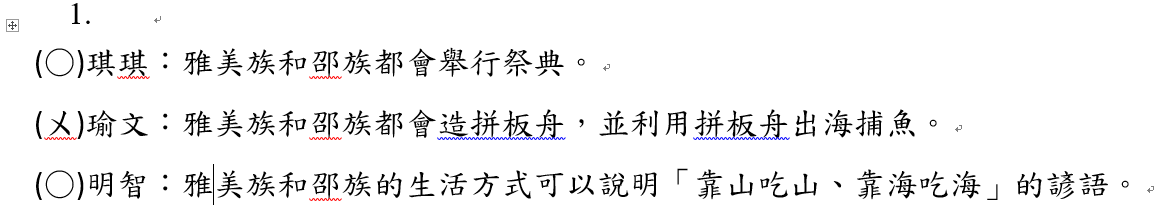 1.
(○)琪琪：雅美族和邵族都會舉行祭典。
(ㄨ)瑜文：雅美族和邵族都會造拼板舟，並利用拼板舟出海捕魚。
(○)明智：雅美族和邵族的生活方式可以說明「靠山吃山、靠海吃海」的諺語。